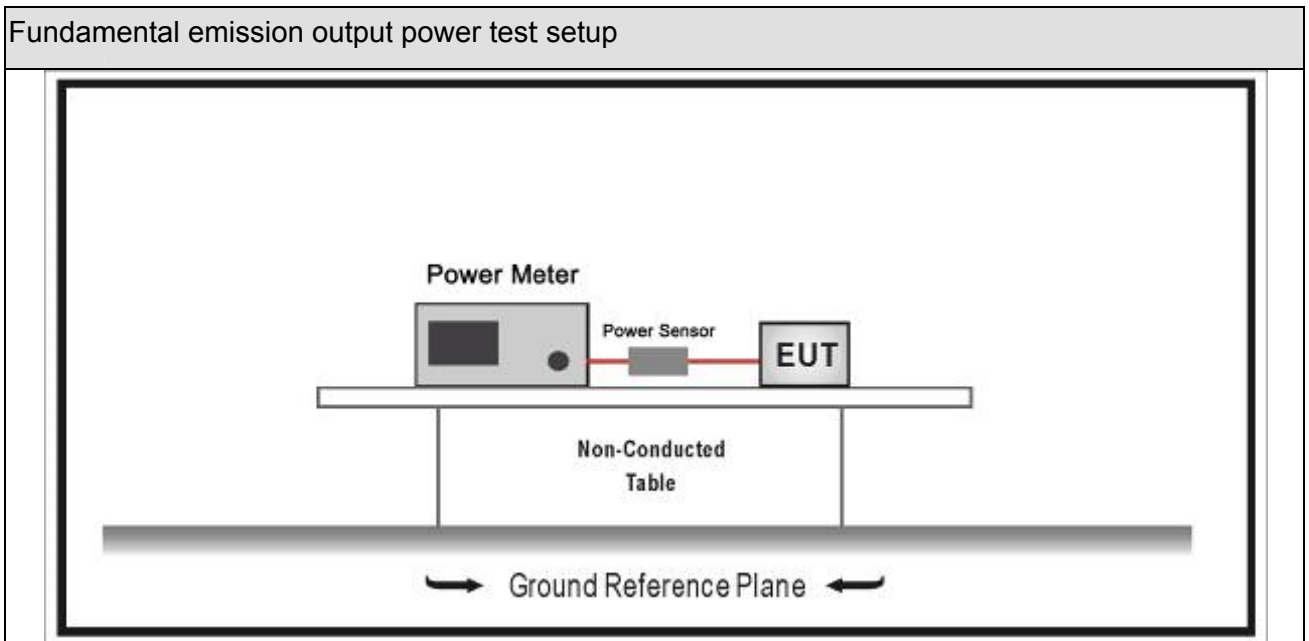 Fundamental emission output power test setup
Power Meter
Power Sensor
EUT
Non-Conducted
Table
Ground Reference Plane